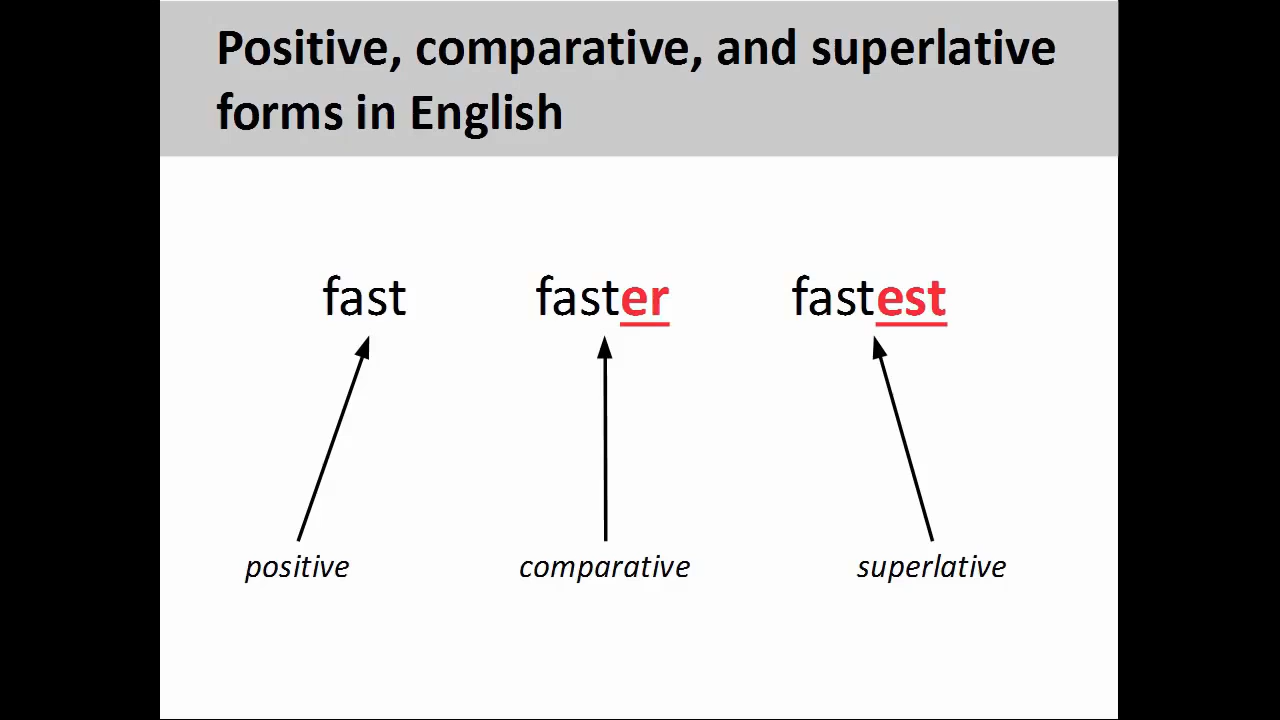 Positive, comparative, and superlative
forms in English
fast faster fastest
positive comparative superlative